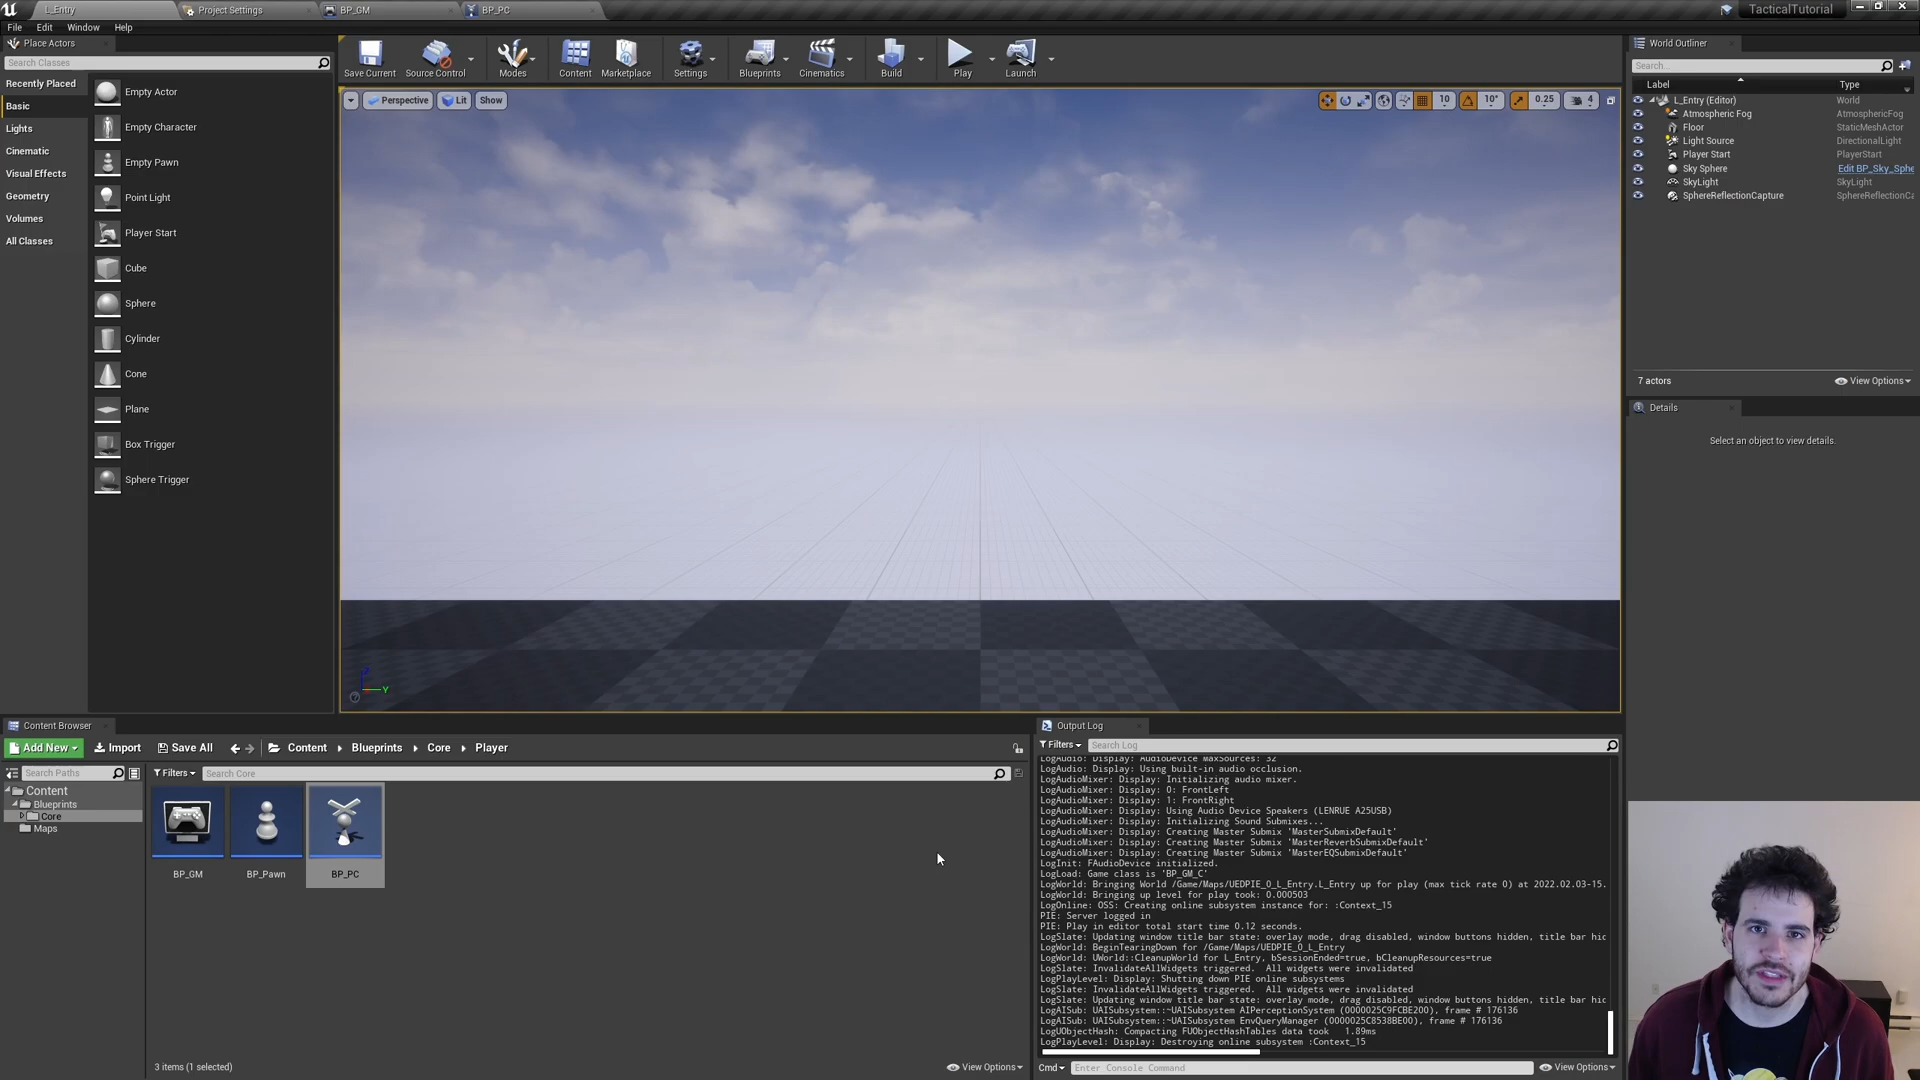 L_Entry
Project Settings
BP_GM
BP_PC
TacticalTutorial
File
Edit
Window
Help
Place Actors
Search Classes
Recently Placed
Basic
Lights
Cinematic
Visual Effects
Geometry
Volumes
All Classes
Empty Actor
Empty Character
Empty Pawn
Point Light
Player Start
Cube
Sphere
Cylinder
Cone
Plane
Box Trigger
Sphere Trigger
Save Current
Source Control
Modes
Content
Marketplace
Settings
Blueprints
Cinematics
Build
Play
Launch
Perspective
Lit
Show
10
10°
0.25
4
Y
World Outliner
Search...
Label
Type
L_Entry (Editor)
World
Atmospheric Fog
AtmosphericFog
Floor
StaticMeshActor
Light Source
DirectionalLight
Player Start
PlayerStart
Sky Sphere
Edit BP_Sky_Sphe
SkyLight
SkyLight
SphereReflectionCapture
SphereReflectionCa
7 actors
View Options
Details
Select an object to view details.
Content Browser
Add New
Import
Save All
Content
Blueprints
Core
Player
Search Paths
Filters
Search Core
Content
Blueprints
Core
Maps
BP_GM
BP_Pawn
BP_PC
3 items (1 selected)
View Options
Output Log
Filters
Search Log
LogAudio: Display: AudioDevice MaxSources: 32
LogAudio: Display: Using built-in audio occlusion.
LogAudioMixer: Display: Initializing audio mixer.
LogAudioMixer: Display: 0: FrontLeft
LogAudioMixer: Display: 1: FrontRight
LogAudioMixer: Display: Using Audio Device Speakers (LENRUE A25USB)
LogAudioMixer: Display: Initializing Sound Submixes...
LogAudioMixer: Display: Creating Master Submix 'MasterSubmixDefault'
LogAudioMixer: Display: Creating Master Submix 'MasterReverbSubmixDefault'
LogAudioMixer: Display: Creating Master Submix 'MasterEQSubmixDefault'
LogInit: FAudioDevice initialized.
LogLoad: Game class is 'BP_GM_C'
LogWorld: Bringing World /Game/Maps/UEDPIE_0_L_Entry.L_Entry up for play (max tick rate 0) at 2022.02.03-15.
LogWorld: Bringing up level for play took: 0.000503
LogOnline: OSS: Creating online subsystem instance for: :Context_15
PIE: Server logged in
PIE: Play in editor total start time 0.12 seconds.
LogSlate: Updating window title bar state: overlay mode, drag disabled, window buttons hidden, title bar hid
LogWorld: BeginTearingDown for /Game/Maps/UEDPIE_0_L_Entry
LogWorld: UWorld::CleanupWorld for L_Entry, bSessionEnded=true, bCleanupResources=true
LogSlate: InvalidateAllWidgets triggered.  All widgets were invalidated
LogPlayLevel: Display: Shutting down PIE online subsystems
LogSlate: InvalidateAllWidgets triggered.  All widgets were invalidated
LogSlate: Updating window title bar state: overlay mode, drag disabled, window buttons hidden, title bar hid
LogAISub: UAISubsystem::~UAISubsystem AIPerceptionSystem (0000025C9FCBE200), frame # 176136
LogAISub: UAISubsystem::~UAISubsystem EnvQueryManager (0000025C8538BE00), frame # 176136
LogUObjectHash: Compacting FUObjectHashTables data took   1.89ms
LogPlayLevel: Display: Destroying online subsystem :Context_15
Cmd
Enter Console Command
View Options